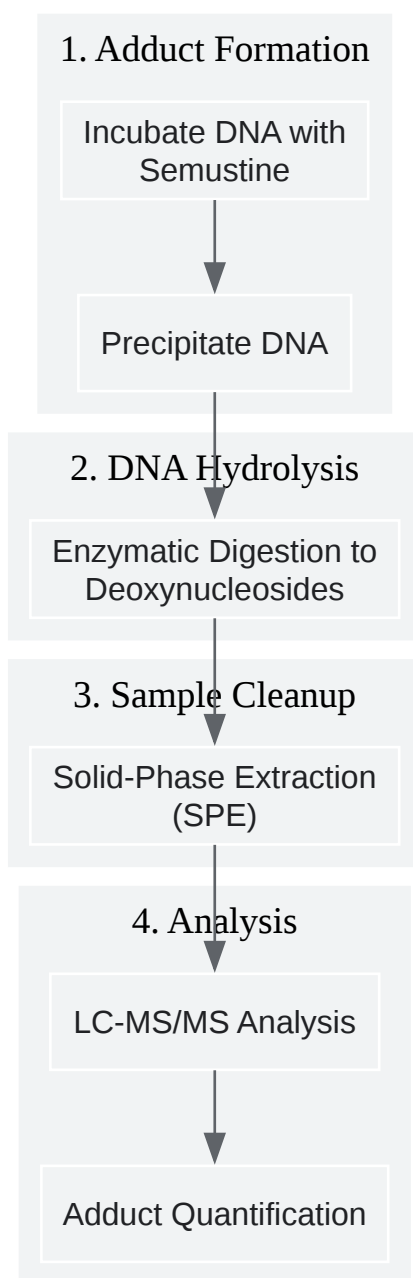 1. Adduct Formation
Incubate DNA with
Semustine
Precipitate DNA
2. DNA Hydrolysis
Enzymatic Digestion to
Deoxynucleosides
3. Sample Cleanup
Solid-Phase Extraction
(SPE)
4. Analysis
LC-MS/MS Analysis
Adduct Quantification